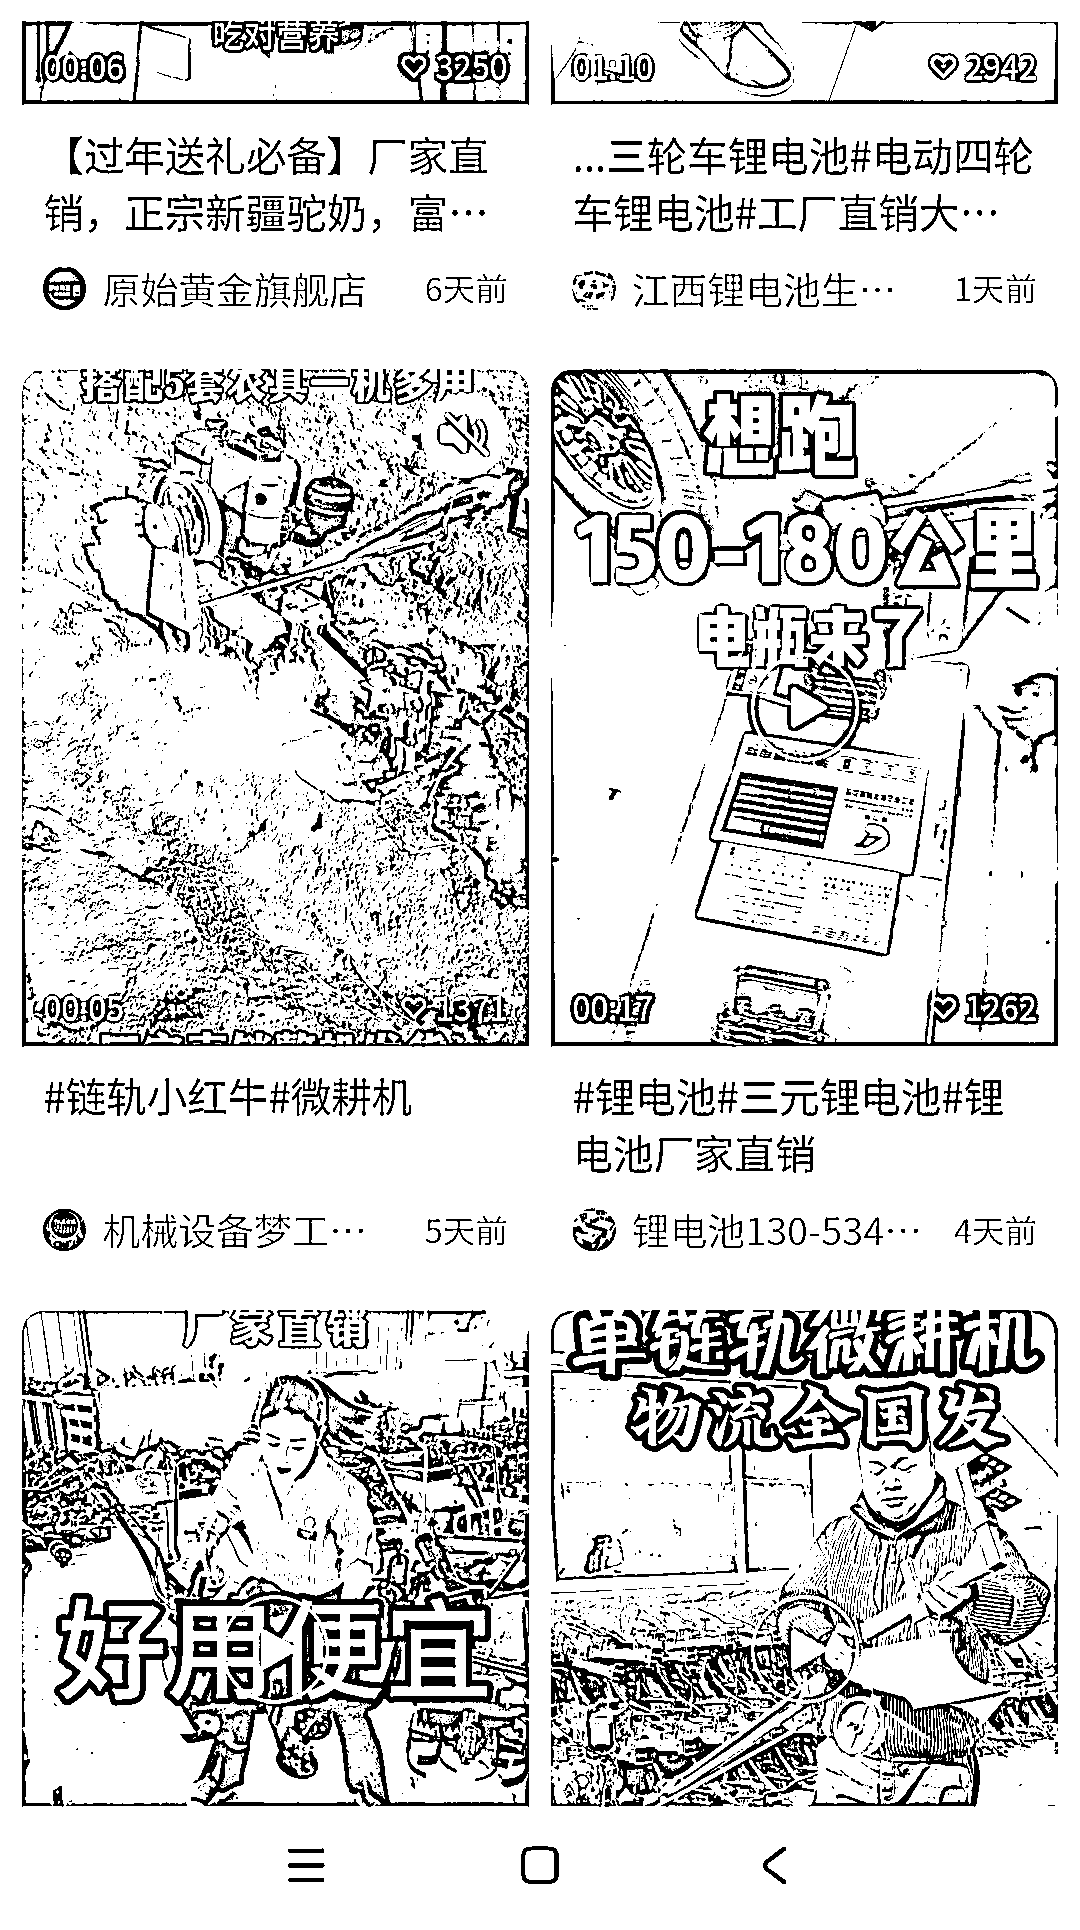 吃对营养
00:06
3250
01:10
2942
【过年送礼必备】厂家直
销，正宗新疆驼奶，富…
原始黄金旗舰店
6天前
...三轮车锂电池#电动四轮
车锂电池#工厂直销大…
江西锂电池生…
1天前
搭配5套农具一机多用
00:05
1371
想跑
150-180公里
电瓶来了
00:17
1262
#链轨小红牛#微耕机
机械设备梦工…
5天前
#锂电池#三元锂电池#锂
电池厂家直销
锂电池130-534…
4天前
厂家直销
好用便宜
单链轨微耕机
物流全国发